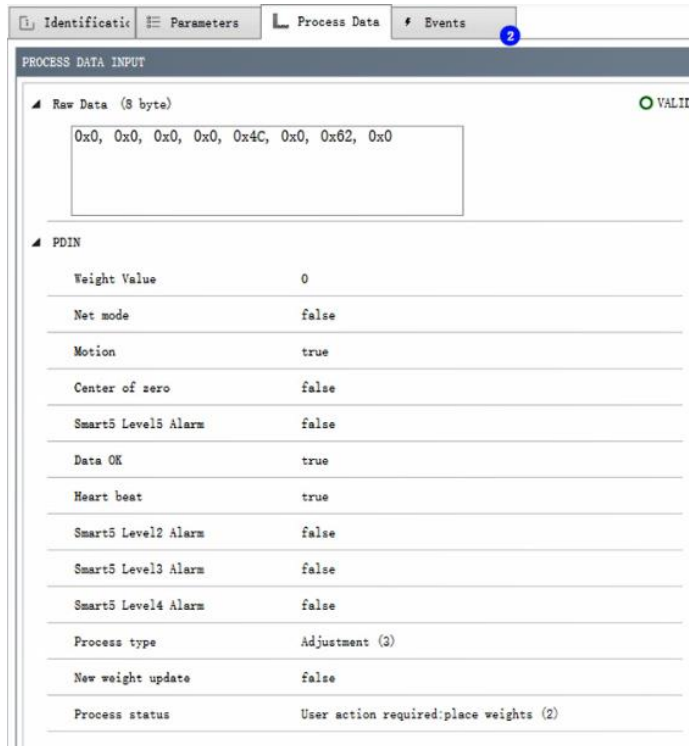 Identificatic Parameters Process Data Events
2
PROCESS DATA INPUT
Raw Data (8 byte) VALID
0x0, 0x0, 0x0, 0x0, 0x4C, 0x0, 0x62, 0x0
PDIN
Weight Value 0
Net mode false
Motion true
Center of zero false
Smart5 Level5 Alarm false
Data OK true
Heart beat true
Smart5 Level2 Alarm false
Smart5 Level3 Alarm false
Smart5 Level4 Alarm false
Process type Adjustment (3)
New weight update false
Process status User action required:place weights (2)